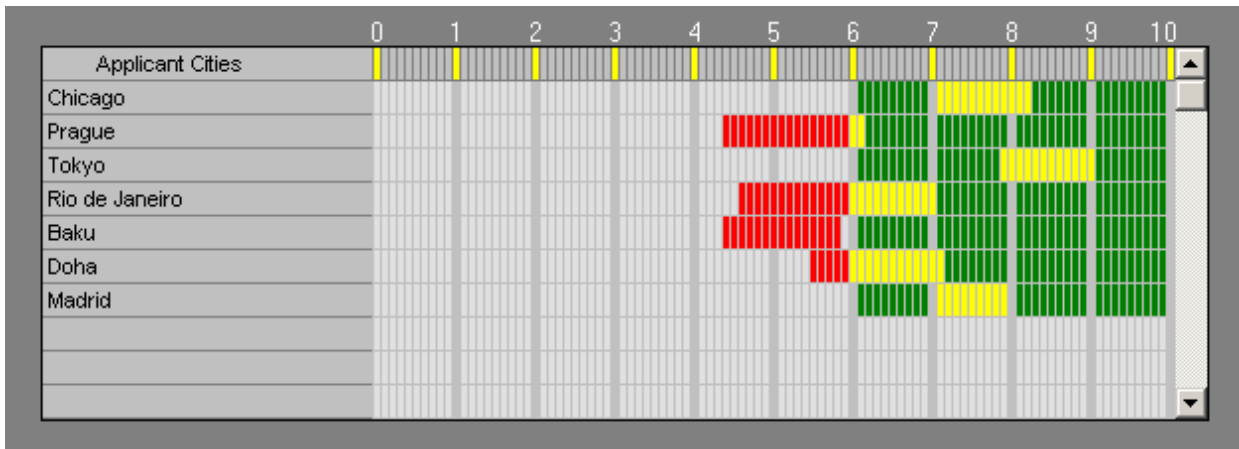 0 1 2 3 4 5 6 7 8 9 10
Applicant Cities
Chicago
Prague
Tokyo
Rio de Janeiro
Baku
Doha
Madrid